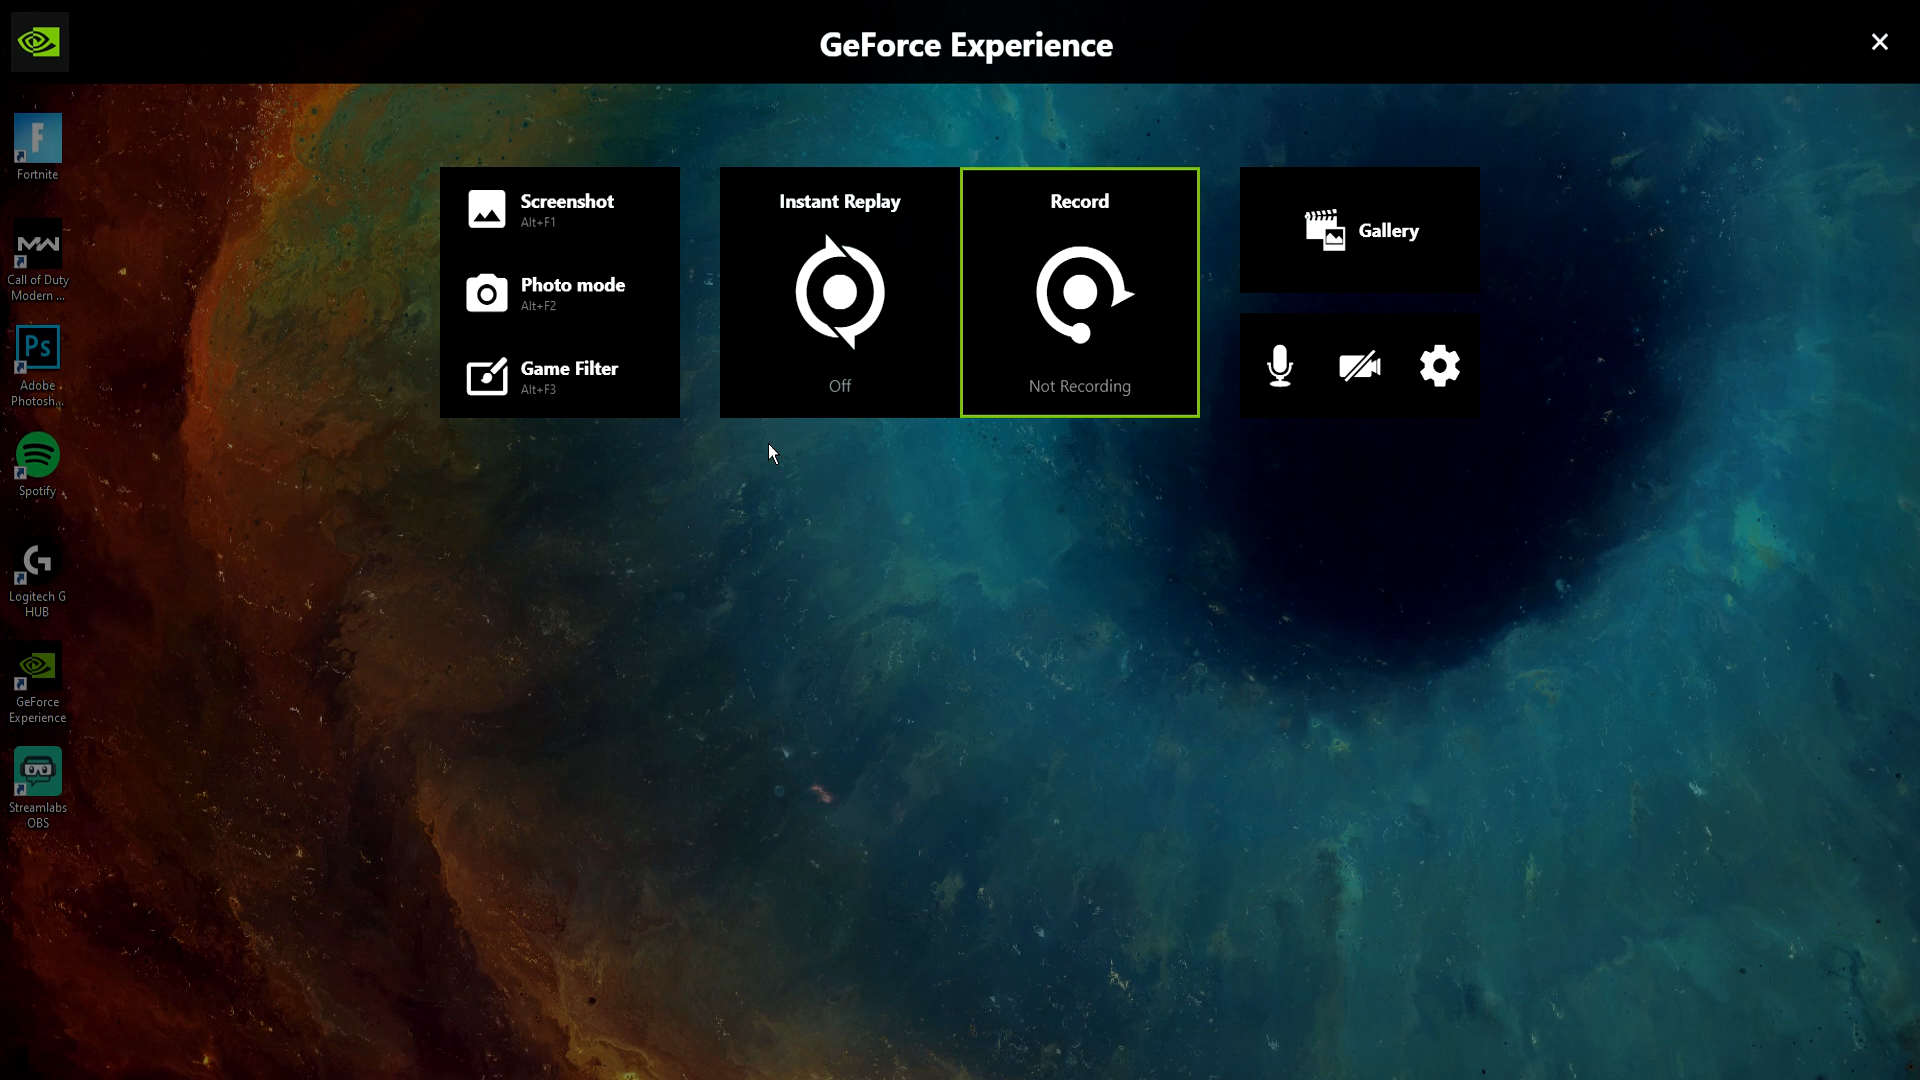 GeForce Experience
Fortnite
Call of Duty
Modern ...
Ps
Adobe
Photosh...
Spotify
Logitech G
HUB
GeForce
Experience
Streamlabs
OBS
Screenshot
Alt+F1
Photo mode
Alt+F2
Game Filter
Alt+F3
Instant Replay
Off
Record
Not Recording
Gallery